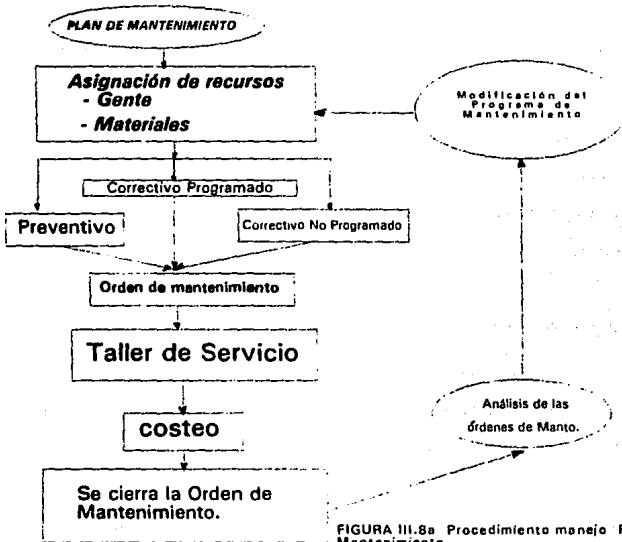 PLAN DE MANTENIMIENTO
Asignación de recursos
- Gente
- Materiales
Modificación del
Programa de
Mantenimiento
Correctivo Programado
Preventivo
Correctivo No Programado
Orden de mantenimiento
Taller de Servicio
costeo
Análisis de las
órdenes de Manto.
Se cierra la Orden de
Mantenimiento.
FIGURA III.8a Procedimiento manejo
Mantenimiento